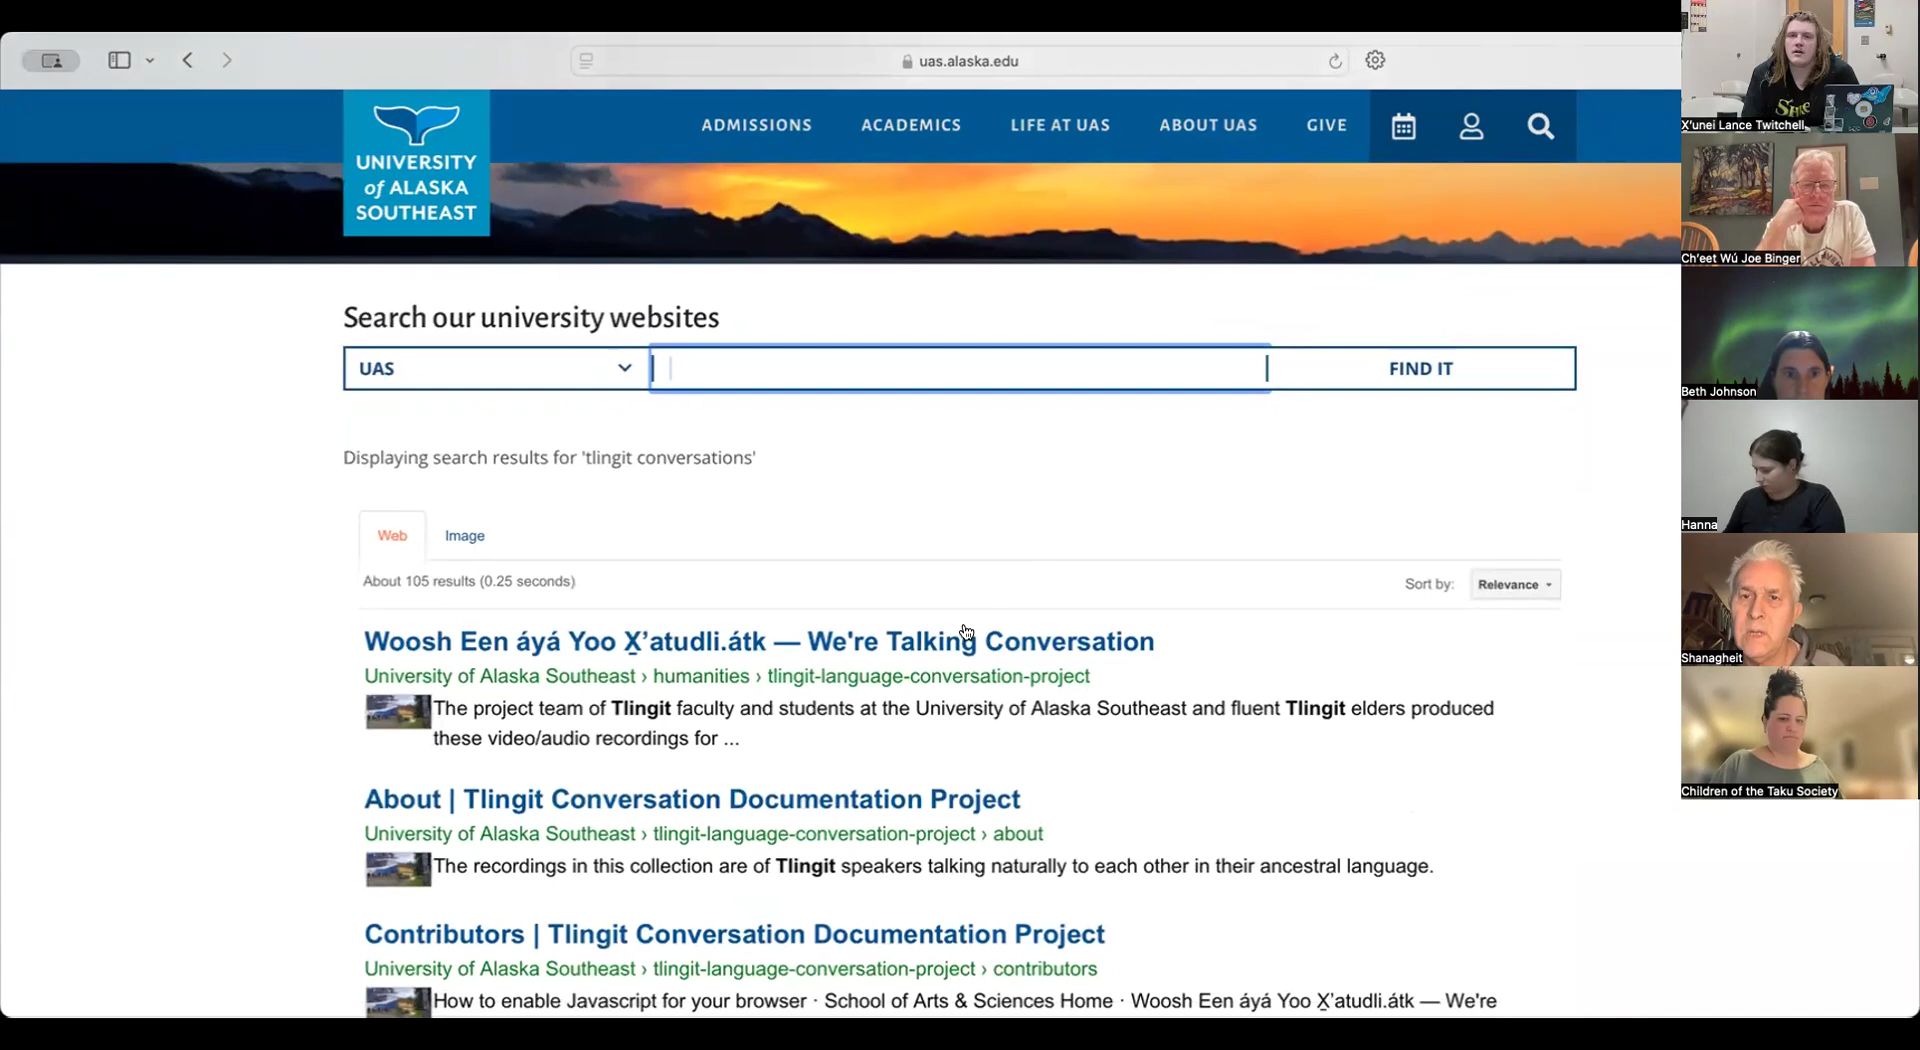 uas.alaska.edu
UNIVERSITY
of ALASKA
SOUTHEAST
ADMISSIONS
ACADEMICS
LIFE AT UAS
ABOUT UAS
GIVE
Search our university websites
UAS
FIND IT
Displaying search results for 'tlingit conversations'
Web
Image
About 105 results (0.25 seconds)
Sort by:
Relevance
Woosh Een áyá Yoo X̱ʼatudli.átk — We're Talking Conversation
University of Alaska Southeast › humanities › tlingit-language-conversation-project
The project team of Tlingit faculty and students at the University of Alaska Southeast and fluent Tlingit elders produced
these video/audio recordings for ...
About | Tlingit Conversation Documentation Project
University of Alaska Southeast › tlingit-language-conversation-project › about
The recordings in this collection are of Tlingit speakers talking naturally to each other in their ancestral language.
Contributors | Tlingit Conversation Documentation Project
University of Alaska Southeast › tlingit-language-conversation-project › contributors
How to enable Javascript for your browser · School of Arts & Sciences Home · Woosh Een áyá Yoo X̱ʼatudli.átk — We're
X̱ʼunei Lance Twitchell
Chʼeet Wú Joe Binger
Beth Johnson
Hanna
Shanagheit
Children of the Taku Society